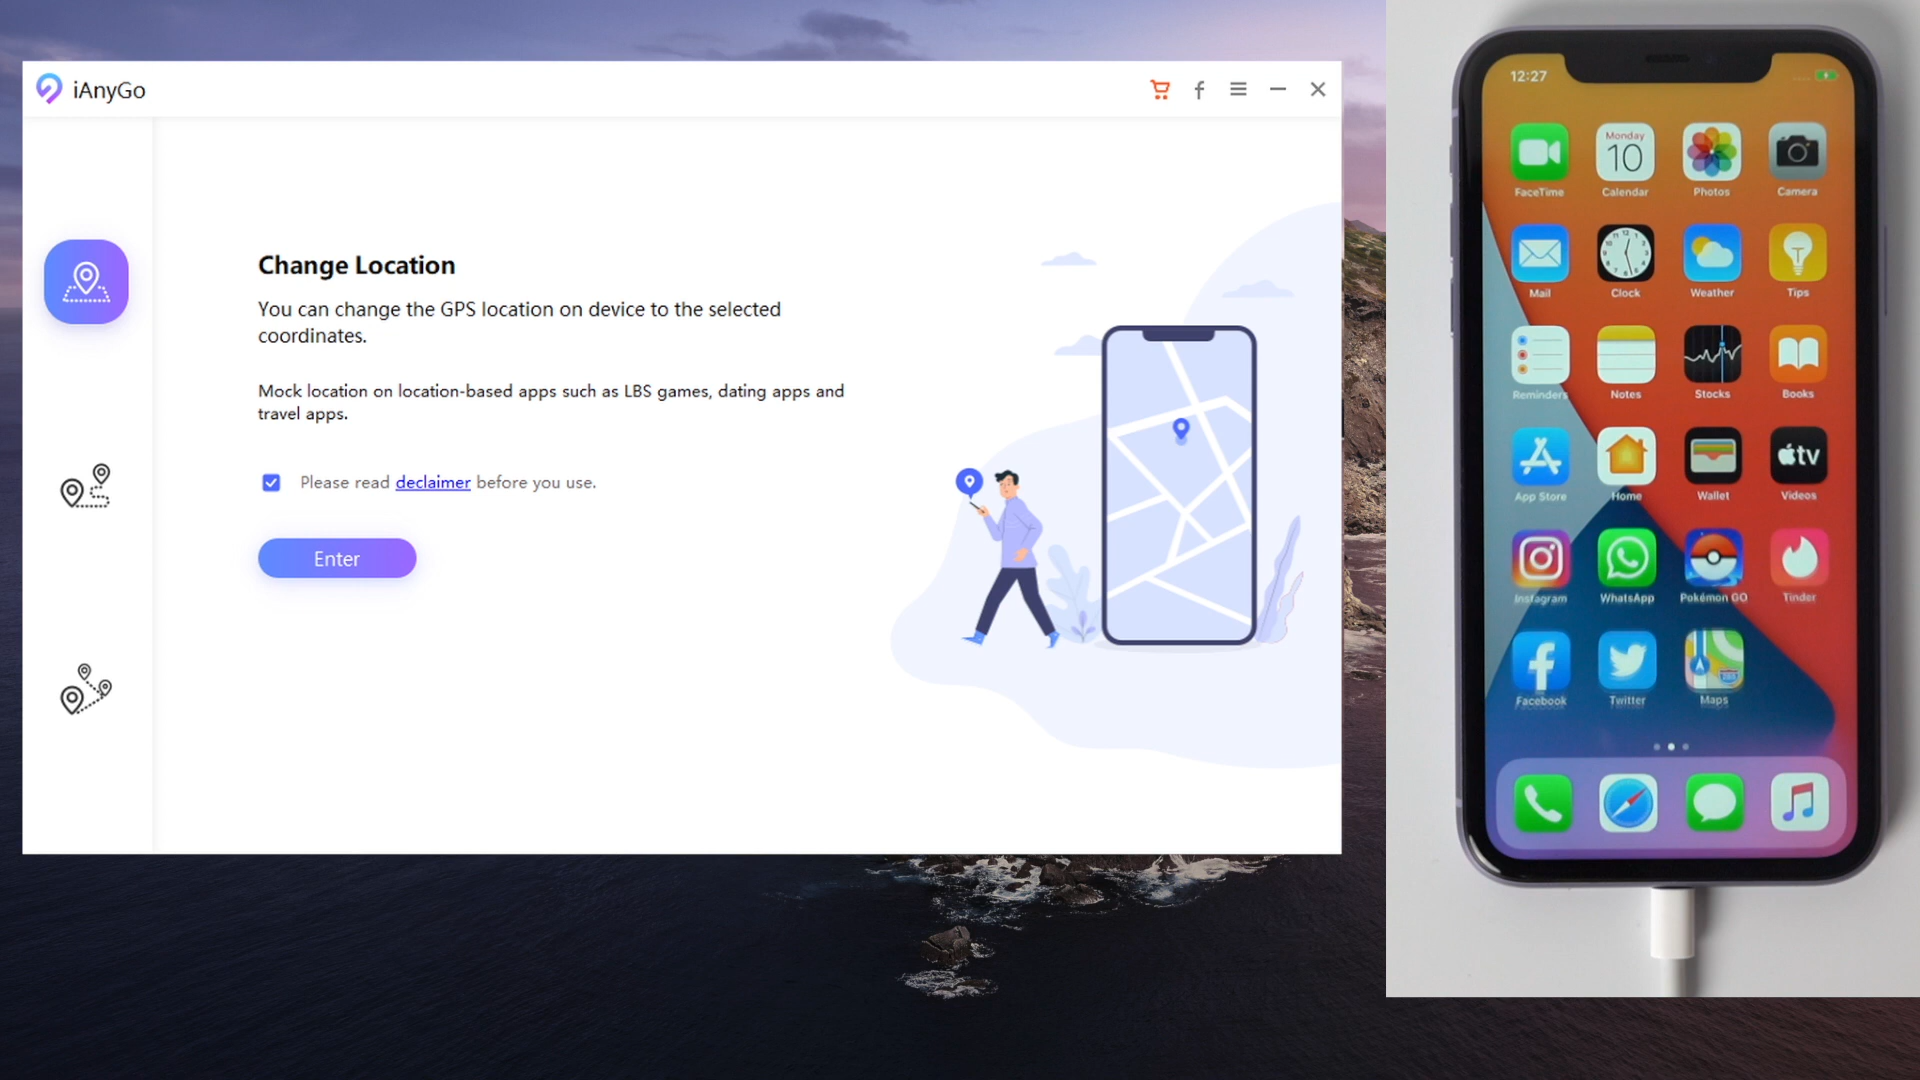 iAnyGo
Change Location
You can change the GPS location on device to the selected
coordinates.
Mock location on location-based apps such as LBS games, dating apps and
travel apps.
Please read declaimer before you use.
Enter
12:27
Monday
10
FaceTime
Calendar
Photos
Camera
Mail
Clock
Weather
Tips
Reminders
Notes
Stocks
Books
tv
App Store
Home
Wallet
Videos
Instagram
WhatsApp
Pokémon GO
Tinder
Facebook
Twitter
Maps